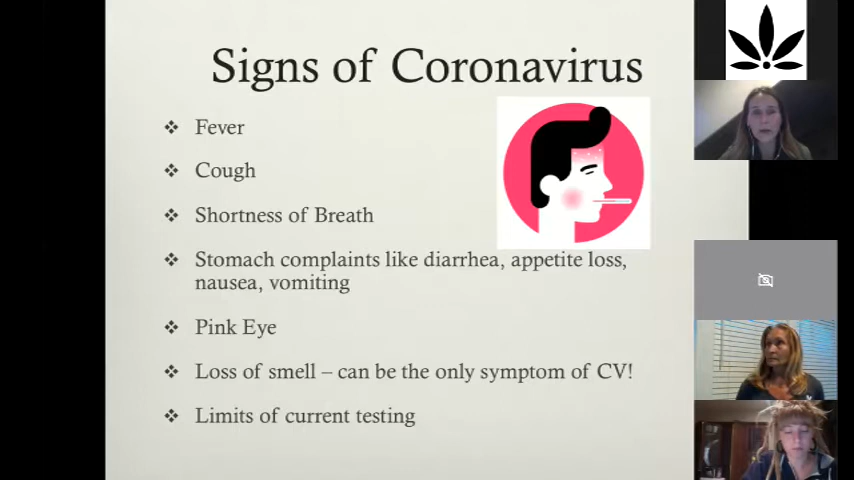 Signs of Coronavirus
❖ Fever
❖ Cough
❖ Shortness of Breath
❖ Stomach complaints like diarrhea, appetite loss,
nausea, vomiting
❖ Pink Eye
❖ Loss of smell – can be the only symptom of CV!
❖ Limits of current testing